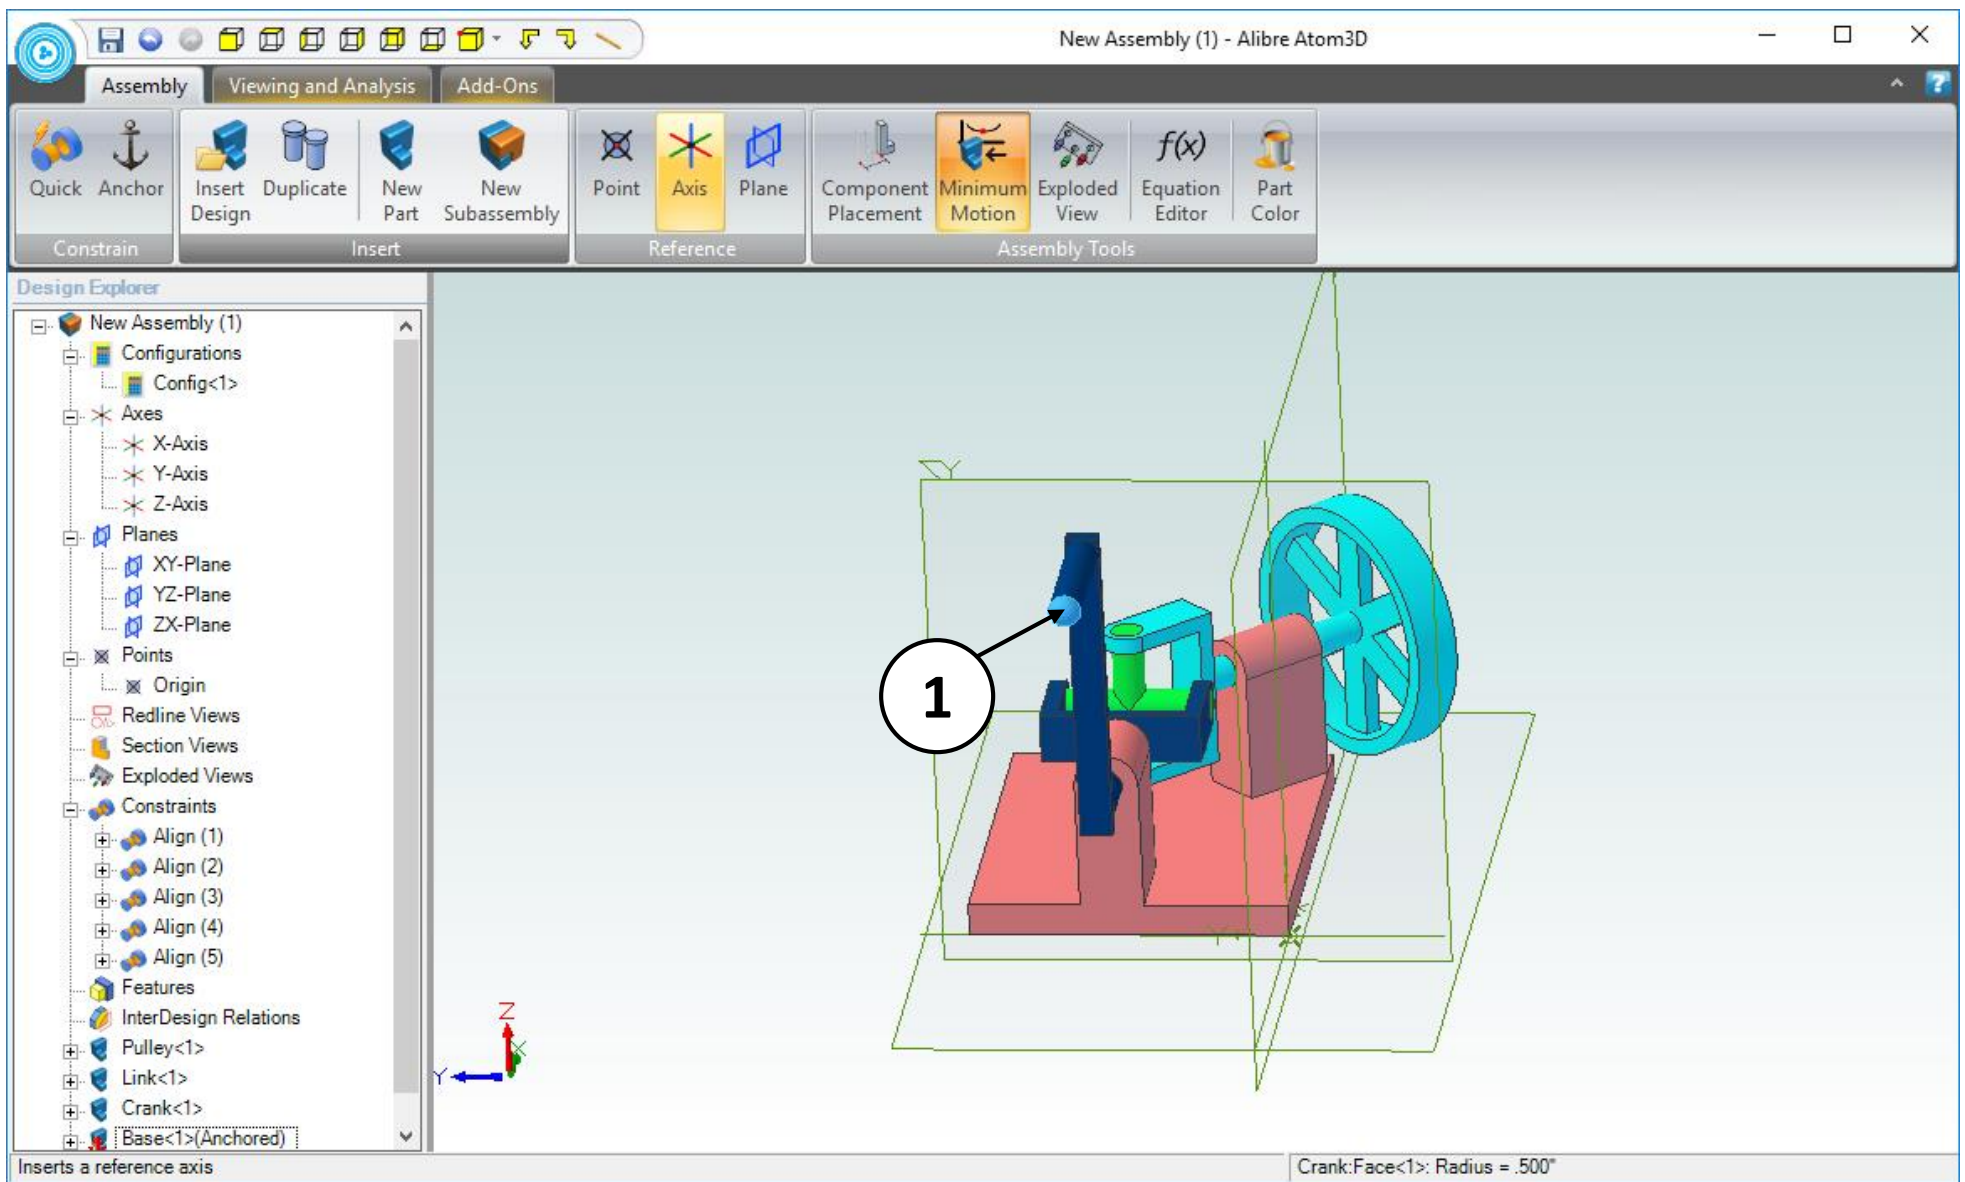 New Assembly (1) - Alibre Atom3D
Assembly Viewing and Analysis Add-Ons
Quick Anchor Insert Design Duplicate New Part New Subassembly Point Axis Plane Component Placement Minimum Motion Exploded View f(x) Equation Editor Part Color
Constrain Insert Reference Assembly Tools
Design Explorer
New Assembly (1)
Configurations
Config<1>
Axes
X-Axis
Y-Axis
Z-Axis
Planes
XY-Plane
YZ-Plane
ZX-Plane
Points
Origin
Redline Views
Section Views
Exploded Views
Constraints
Align (1)
Align (2)
Align (3)
Align (4)
Align (5)
Features
InterDesign Relations
Pulley<1>
Link<1>
Crank<1>
Base<1>(Anchored)
1
Z
X
Y
Inserts a reference axis
Crank:Face<1>: Radius = .500"